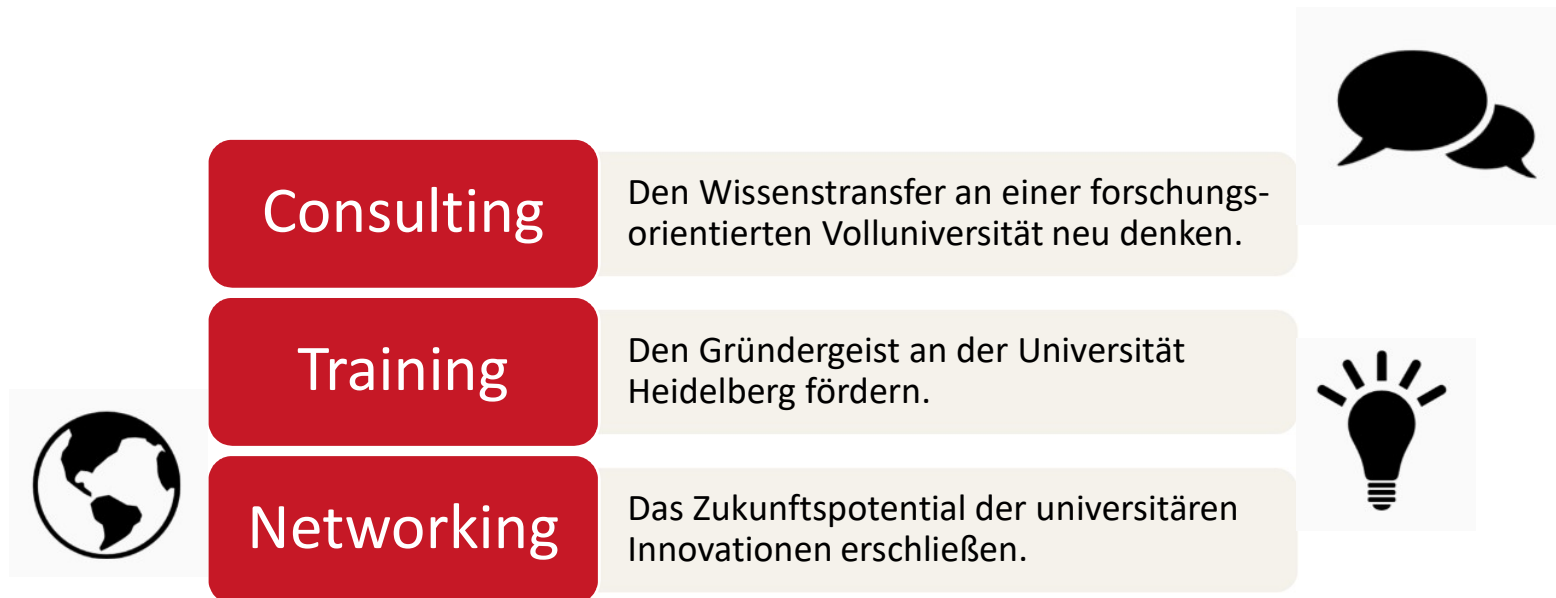 Consulting
Den Wissenstransfer an einer forschungs-
orientierten Volluniversität neu denken.
Training
Den Gründergeist an der Universität
Heidelberg fördern.
Networking
Das Zukunftspotential der universitären
Innovationen erschließen.